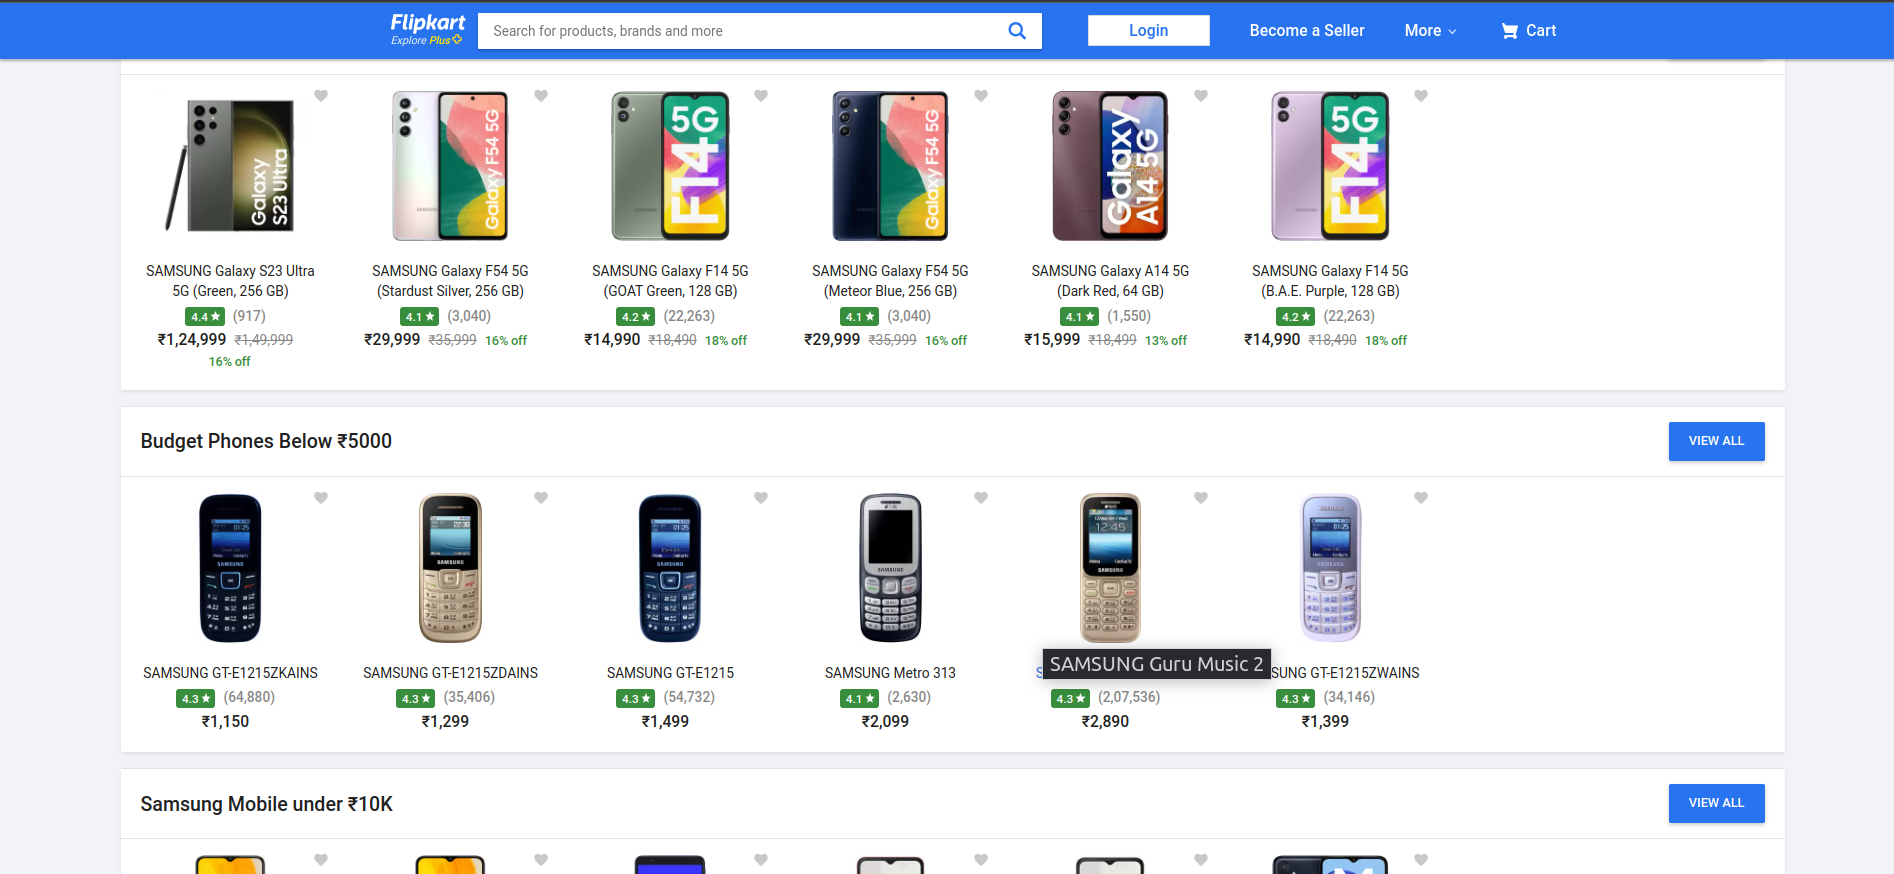 Flipkart
Explore Plus
Search for products, brands and more
Login
Become a Seller
More
Cart
Galaxy S23 Ultra
Galaxy F54 5G
5G F14
Galaxy F54 5G
Galaxy A14 5G
5G F14
SAMSUNG Galaxy S23 Ultra 5G (Green, 256 GB)
4.4 ★ (917)
₹1,24,999 ₹1,49,999
16% off
SAMSUNG Galaxy F54 5G (Stardust Silver, 256 GB)
4.1 ★ (3,040)
₹29,999 ₹35,999 16% off
SAMSUNG Galaxy F14 5G (GOAT Green, 128 GB)
4.2 ★ (22,263)
₹14,990 ₹18,490 18% off
SAMSUNG Galaxy F54 5G (Meteor Blue, 256 GB)
4.1 ★ (3,040)
₹29,999 ₹35,999 16% off
SAMSUNG Galaxy A14 5G (Dark Red, 64 GB)
4.1 ★ (1,550)
₹15,999 ₹18,499 13% off
SAMSUNG Galaxy F14 5G (B.A.E. Purple, 128 GB)
4.2 ★ (22,263)
₹14,990 ₹18,490 18% off
Budget Phones Below ₹5000
VIEW ALL
SAMSUNG GT-E1215ZKAINS
4.3 ★ (64,880)
₹1,150
SAMSUNG GT-E1215ZDAINS
4.3 ★ (35,406)
₹1,299
SAMSUNG GT-E1215
4.3 ★ (54,732)
₹1,499
SAMSUNG Metro 313
4.1 ★ (2,630)
₹2,099
SAMSUNG Guru Music 2
4.3 ★ (2,07,536)
₹2,890
SUNG GT-E1215ZWAINS
4.3 ★ (34,146)
₹1,399
Samsung Mobile under ₹10K
VIEW ALL